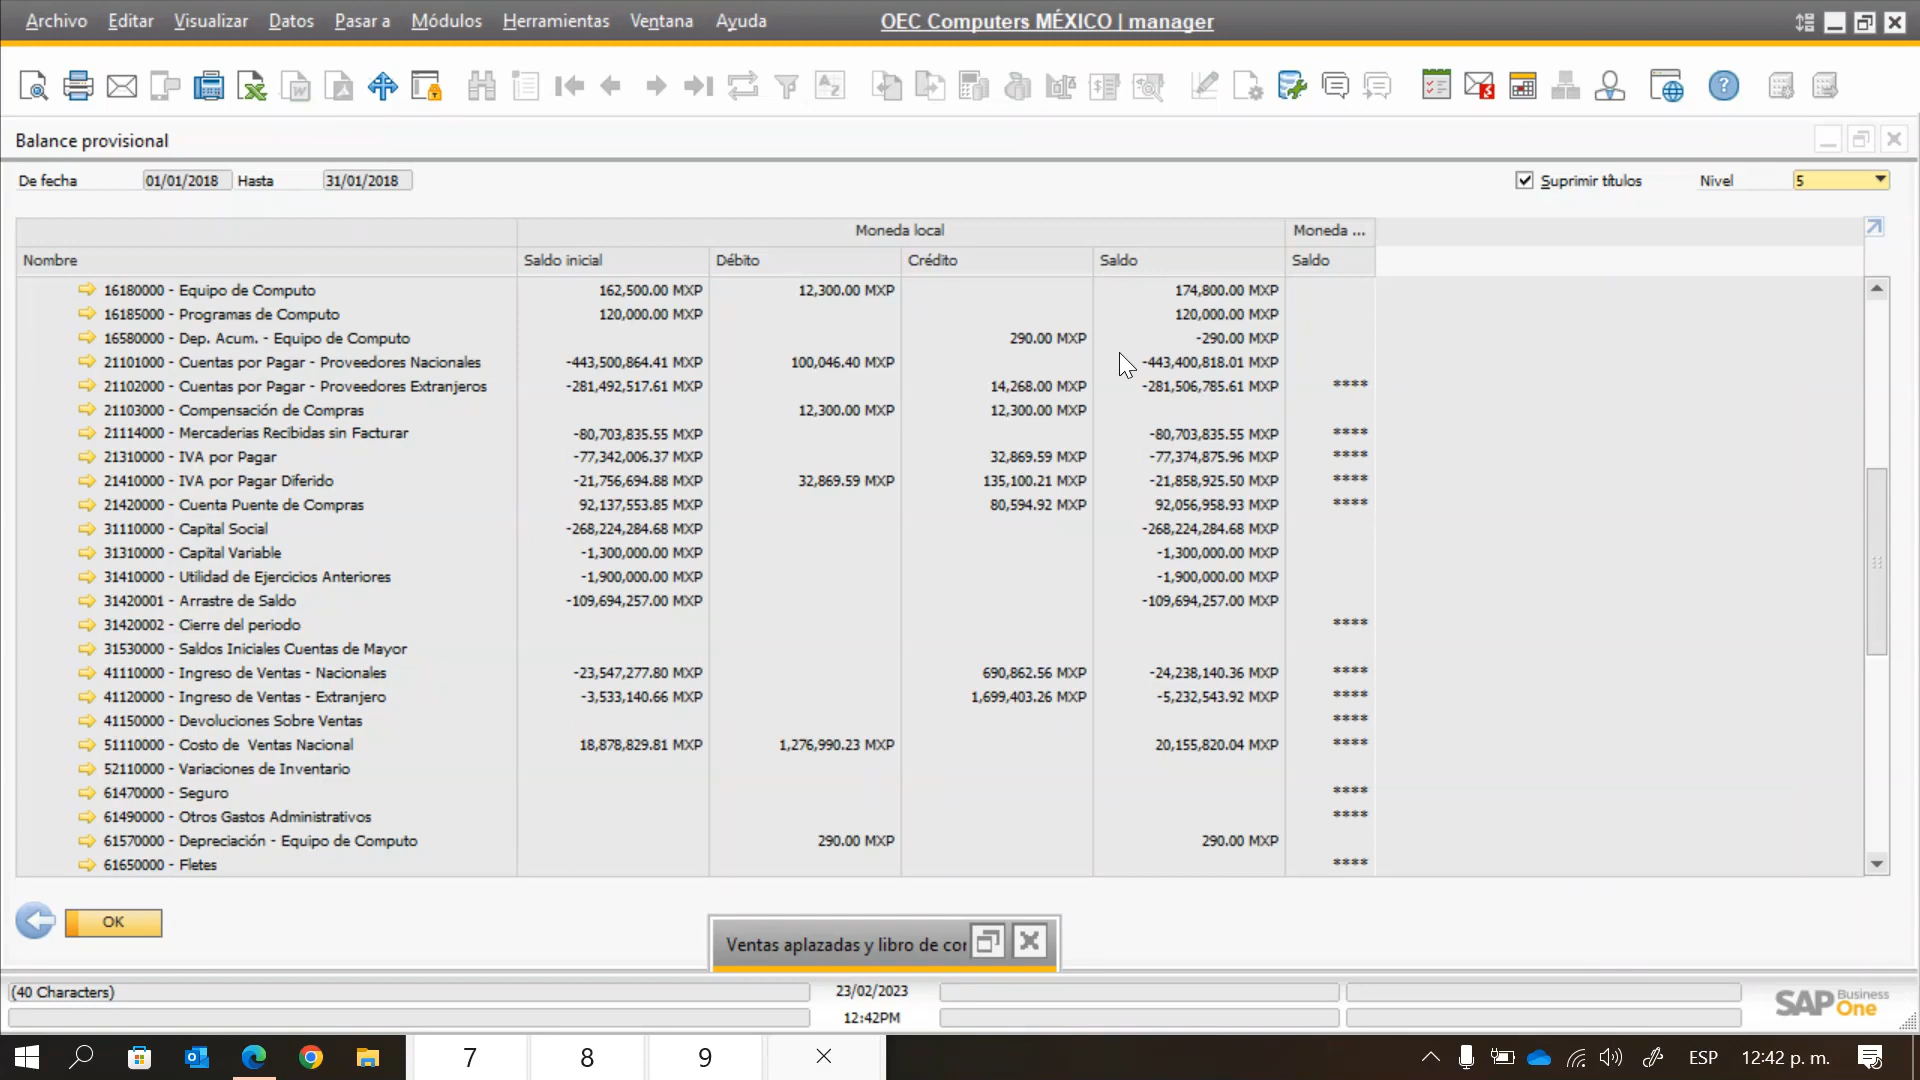 Archivo Editar Visualizar Datos Pasar a Módulos Herramientas Ventana Ayuda OEC Computers MÉXICO | manager
Balance provisional
De fecha 01/01/2018 Hasta 31/01/2018 Suprimir títulos Nivel 5
Moneda local Moneda ...
Nombre Saldo inicial Débito Crédito Saldo Saldo
16180000 - Equipo de Computo 162,500.00 MXP 12,300.00 MXP 174,800.00 MXP
16185000 - Programas de Computo 120,000.00 MXP 120,000.00 MXP
16580000 - Dep. Acum. - Equipo de Computo 290.00 MXP -290.00 MXP
21101000 - Cuentas por Pagar - Proveedores Nacionales -443,500,864.41 MXP 100,046.40 MXP -443,400,818.01 MXP
21102000 - Cuentas por Pagar - Proveedores Extranjeros -281,492,517.61 MXP 14,268.00 MXP -281,506,785.61 MXP ****
21103000 - Compensación de Compras 12,300.00 MXP 12,300.00 MXP
21114000 - Mercaderias Recibidas sin Facturar -80,703,835.55 MXP -80,703,835.55 MXP ****
21310000 - IVA por Pagar -77,342,006.37 MXP 32,869.59 MXP -77,374,875.96 MXP ****
21410000 - IVA por Pagar Diferido -21,756,694.88 MXP 32,869.59 MXP 135,100.21 MXP -21,858,925.50 MXP ****
21420000 - Cuenta Puente de Compras 92,137,553.85 MXP 80,594.92 MXP 92,056,958.93 MXP ****
31110000 - Capital Social -268,224,284.68 MXP -268,224,284.68 MXP
31310000 - Capital Variable -1,300,000.00 MXP -1,300,000.00 MXP
31410000 - Utilidad de Ejercicios Anteriores -1,900,000.00 MXP -1,900,000.00 MXP
31420001 - Arrastre de Saldo -109,694,257.00 MXP -109,694,257.00 MXP
31420002 - Cierre del periodo ****
31530000 - Saldos Iniciales Cuentas de Mayor
41110000 - Ingreso de Ventas - Nacionales -23,547,277.80 MXP 690,862.56 MXP -24,238,140.36 MXP ****
41120000 - Ingreso de Ventas - Extranjero -3,533,140.66 MXP 1,699,403.26 MXP -5,232,543.92 MXP ****
41150000 - Devoluciones Sobre Ventas ****
51110000 - Costo de Ventas Nacional 18,878,829.81 MXP 1,276,990.23 MXP 20,155,820.04 MXP ****
52110000 - Variaciones de Inventario
61470000 - Seguro ****
61490000 - Otros Gastos Administrativos ****
61570000 - Depreciación - Equipo de Computo 290.00 MXP 290.00 MXP
61650000 - Fletes ****
OK
Ventas aplazadas y libro de cor
(40 Characters) 23/02/2023
12:42PM
SAP Business One
7 8 9 ESP 12:42 p. m.